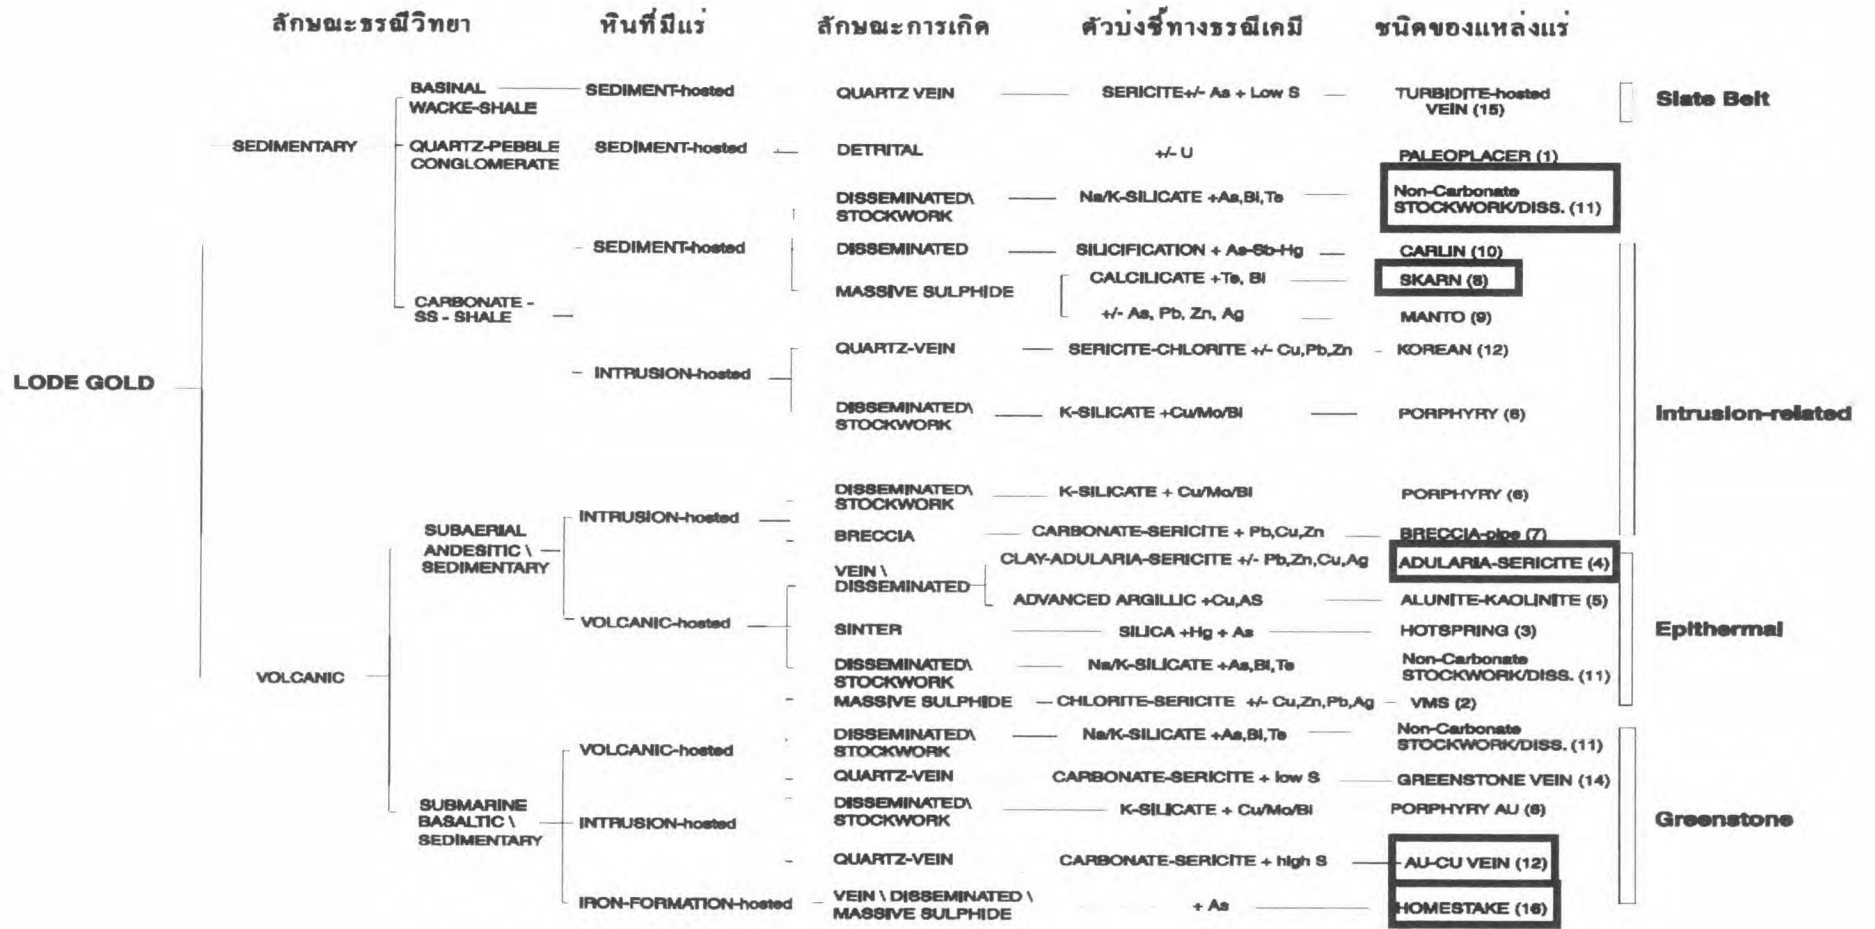 ลักษณะธรณีวิทยา หินที่มีแร่ ลักษณะการเกิด ตัวบ่งชี้ทางธรณีเคมี ชนิดของแหล่งแร่
BASINAL SEDIMENT-hosted QUARTZ VEIN SERICITE+/- As + Low S TURBIDITE-hosted Slate Belt
WACKE-SHALE VEIN (15)
SEDIMENTARY QUARTZ-PEBBLE SEDIMENT-hosted DETRITAL +/- U PALEOPLACER (1)
CONGLOMERATE
DISSEMINATED\ Na/K-SILICATE +As,Bi,Te Non-Carbonate
STOCKWORK STOCKWORK/DISS. (11)
SEDIMENT-hosted DISSEMINATED SILICIFICATION + As-Sb-Hg CARLIN (10)
CALCILICATE +Te, Bi SKARN (8)
MASSIVE SULPHIDE
CARBONATE -
SS - SHALE +/- As, Pb, Zn, Ag MANTO (9)
QUARTZ-VEIN SERICITE-CHLORITE +/- Cu,Pb,Zn KOREAN (12)
INTRUSION-hosted
LODE GOLD
DISSEMINATED\ K-SILICATE +Cu/Mo/Bi PORPHYRY (6) Intrusion-related
STOCKWORK
DISSEMINATED\ K-SILICATE + Cu/Mo/Bi PORPHYRY (6)
STOCKWORK
INTRUSION-hosted
SUBAERIAL BRECCIA CARBONATE-SERICITE + Pb,Cu,Zn BRECCIA-pipe (7)
ANDESITIC \
SEDIMENTARY
VEIN \ CLAY-ADULARIA-SERICITE +/- Pb,Zn,Cu,Ag ADULARIA-SERICITE (4)
DISSEMINATED
ADVANCED ARGILLIC +Cu,AS ALUNITE-KAOLINITE (5)
VOLCANIC-hosted SINTER SILICA +Hg + As HOTSPRING (3) Epithermal
DISSEMINATED\ Na/K-SILICATE +As,Bi,Te Non-Carbonate
STOCKWORK STOCKWORK/DISS. (11)
VOLCANIC
MASSIVE SULPHIDE CHLORITE-SERICITE +/- Cu,Zn,Pb,Ag VMS (2)
VOLCANIC-hosted DISSEMINATED\ Na/K-SILICATE +As,Bi,Te Non-Carbonate
STOCKWORK STOCKWORK/DISS. (11)
QUARTZ-VEIN CARBONATE-SERICITE + low S GREENSTONE VEIN (14)
SUBMARINE DISSEMINATED\ K-SILICATE + Cu/Mo/Bi PORPHYRY AU (6)
BASALTIC \ INTRUSION-hosted STOCKWORK Greenstone
SEDIMENTARY
QUARTZ-VEIN CARBONATE-SERICITE + high S AU-CU VEIN (12)
IRON-FORMATION-hosted VEIN \ DISSEMINATED \ + As HOMESTAKE (16)
MASSIVE SULPHIDE